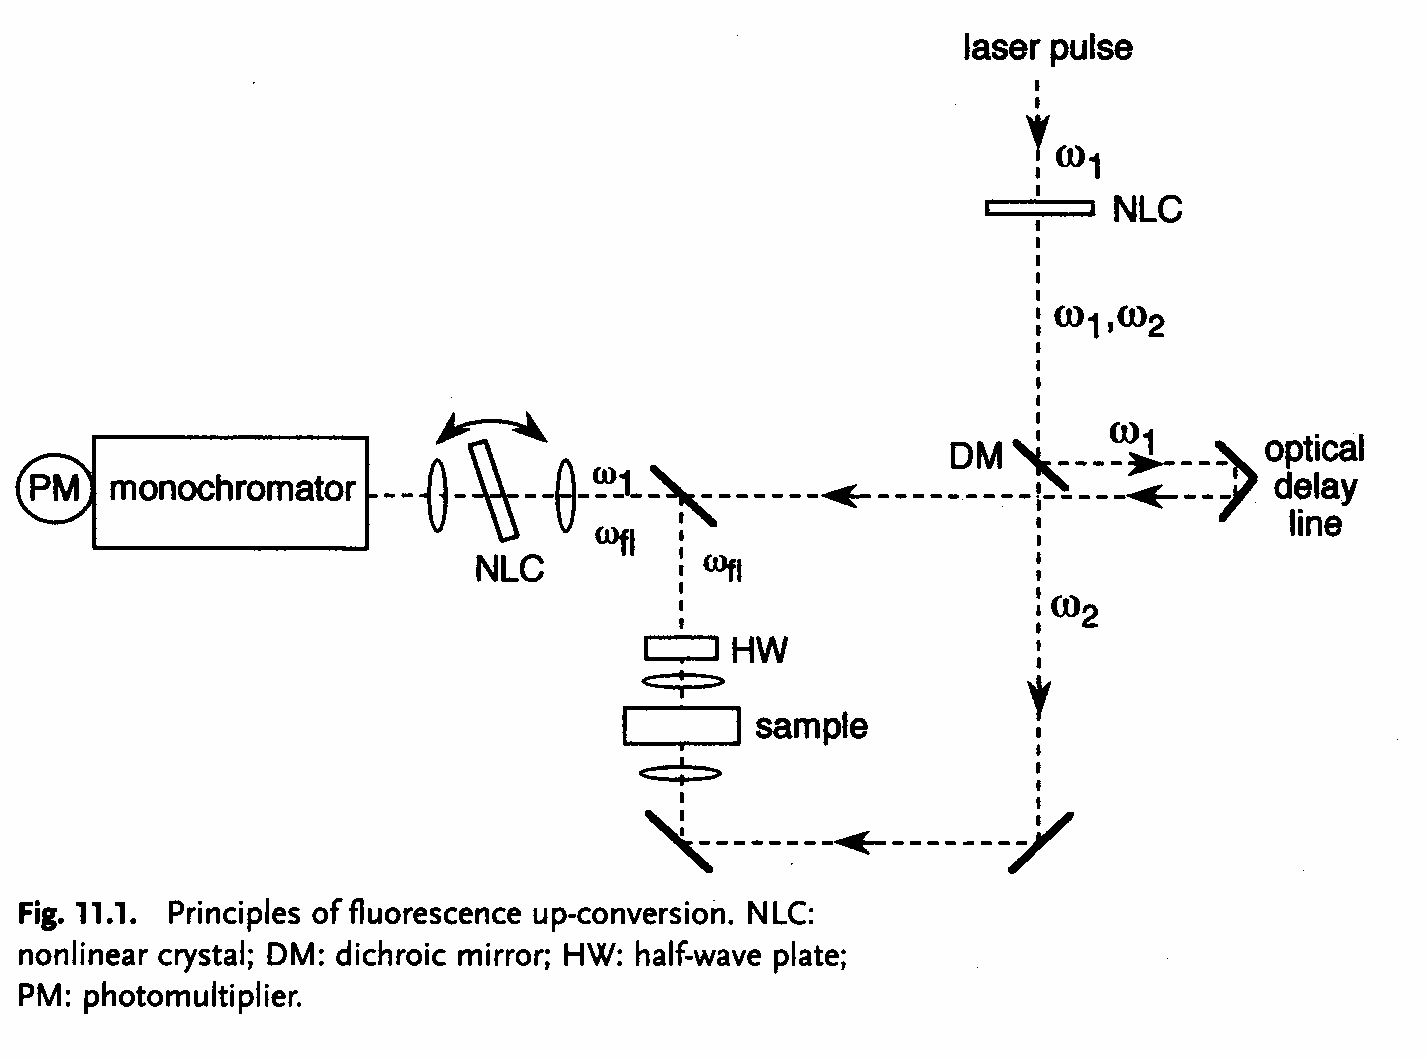 laser pulse
ω1
NLC
ω1,ω2
DM
ω1
optical
delay
line
PM
monochromator
ω1
ωfl
NLC
ωfl
ω2
HW
sample
Fig. 11.1. Principles of fluorescence up-conversion. NLC:
nonlinear crystal; DM: dichroic mirror; HW: half-wave plate;
PM: photomultiplier.